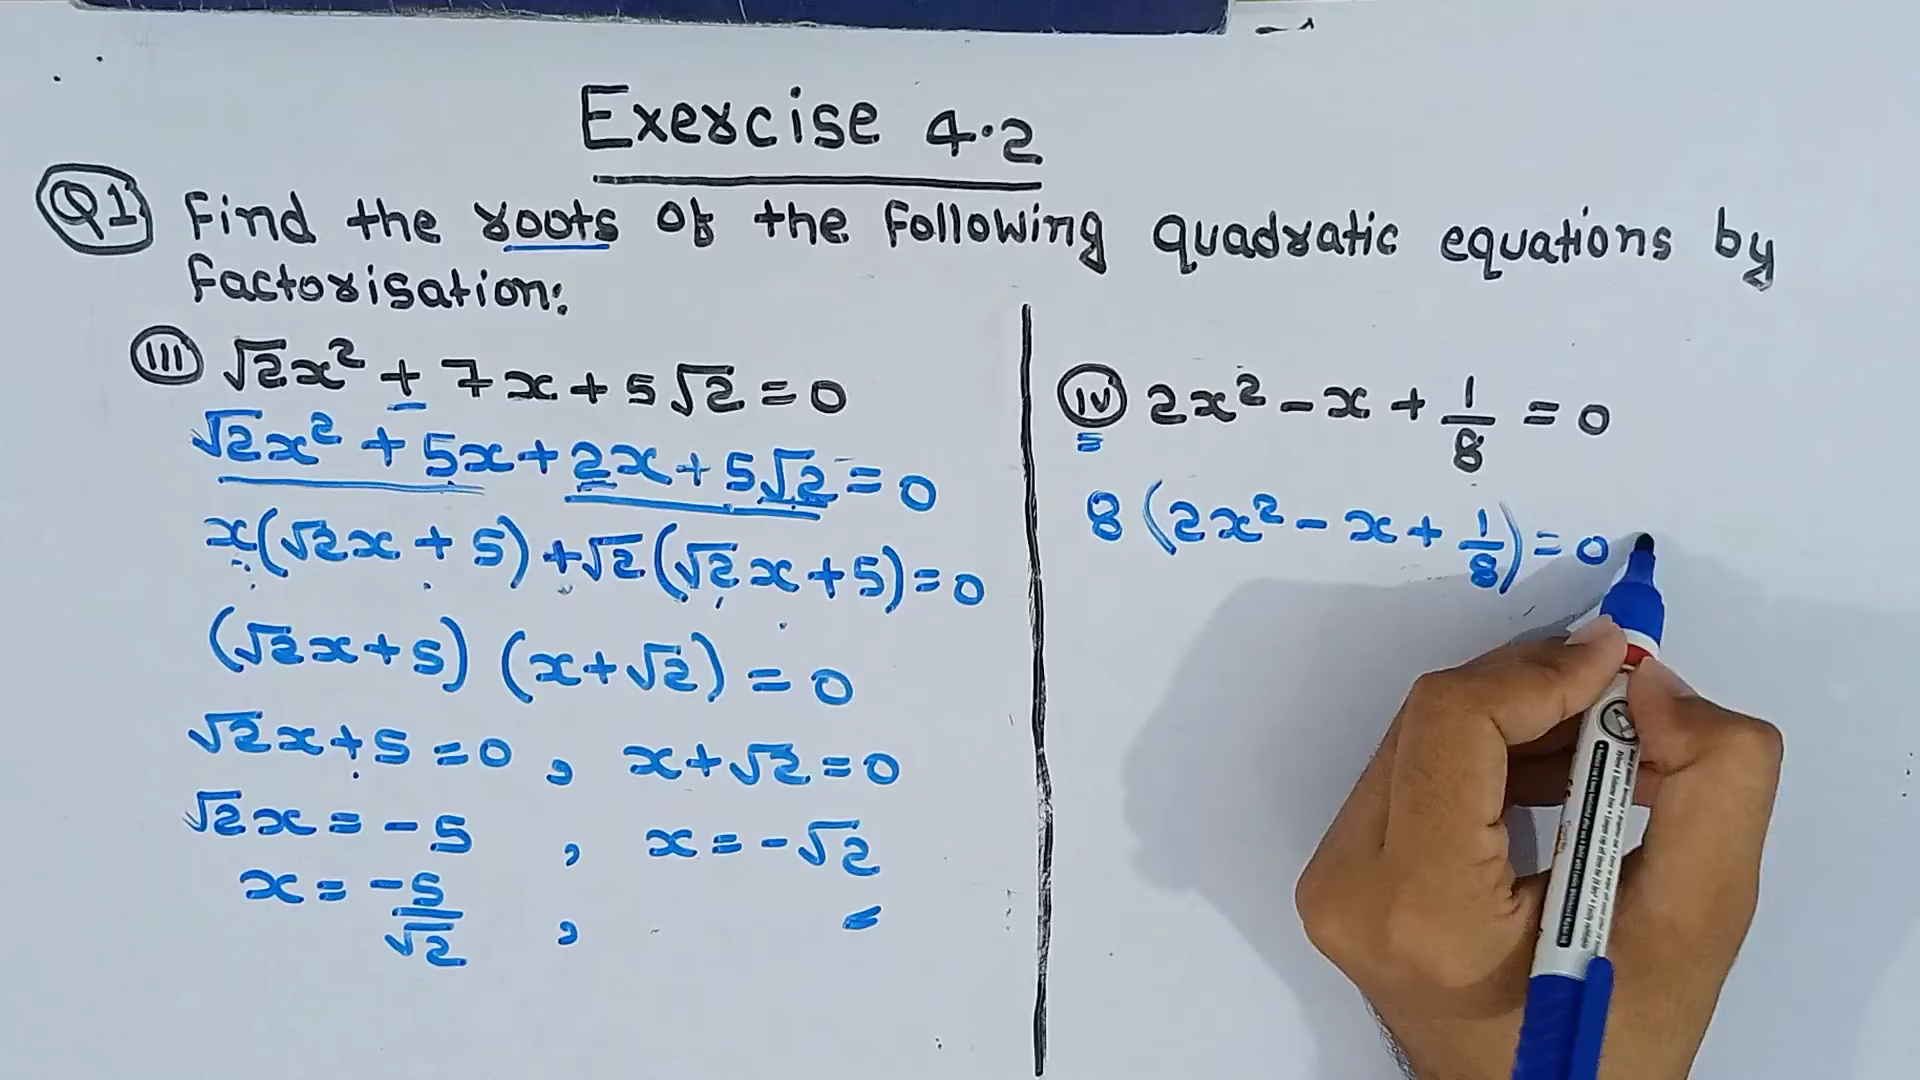 Exercise 4.2
Q1 Find the roots of the following quadratic equations by
factorisation:
III √2x² + 7x + 5√2 = 0
√2x² + 5x + 2x + 5√2 = 0
x(√2x + 5) + √2(√2x + 5) = 0
(√2x + 5) (x + √2) = 0
√2x + 5 = 0 , x + √2 = 0
√2x = -5 , x = -√2
x = -5/√2 ,
iv 2x² - x + 1/8 = 0
8(2x² - x + 1/8) = 0